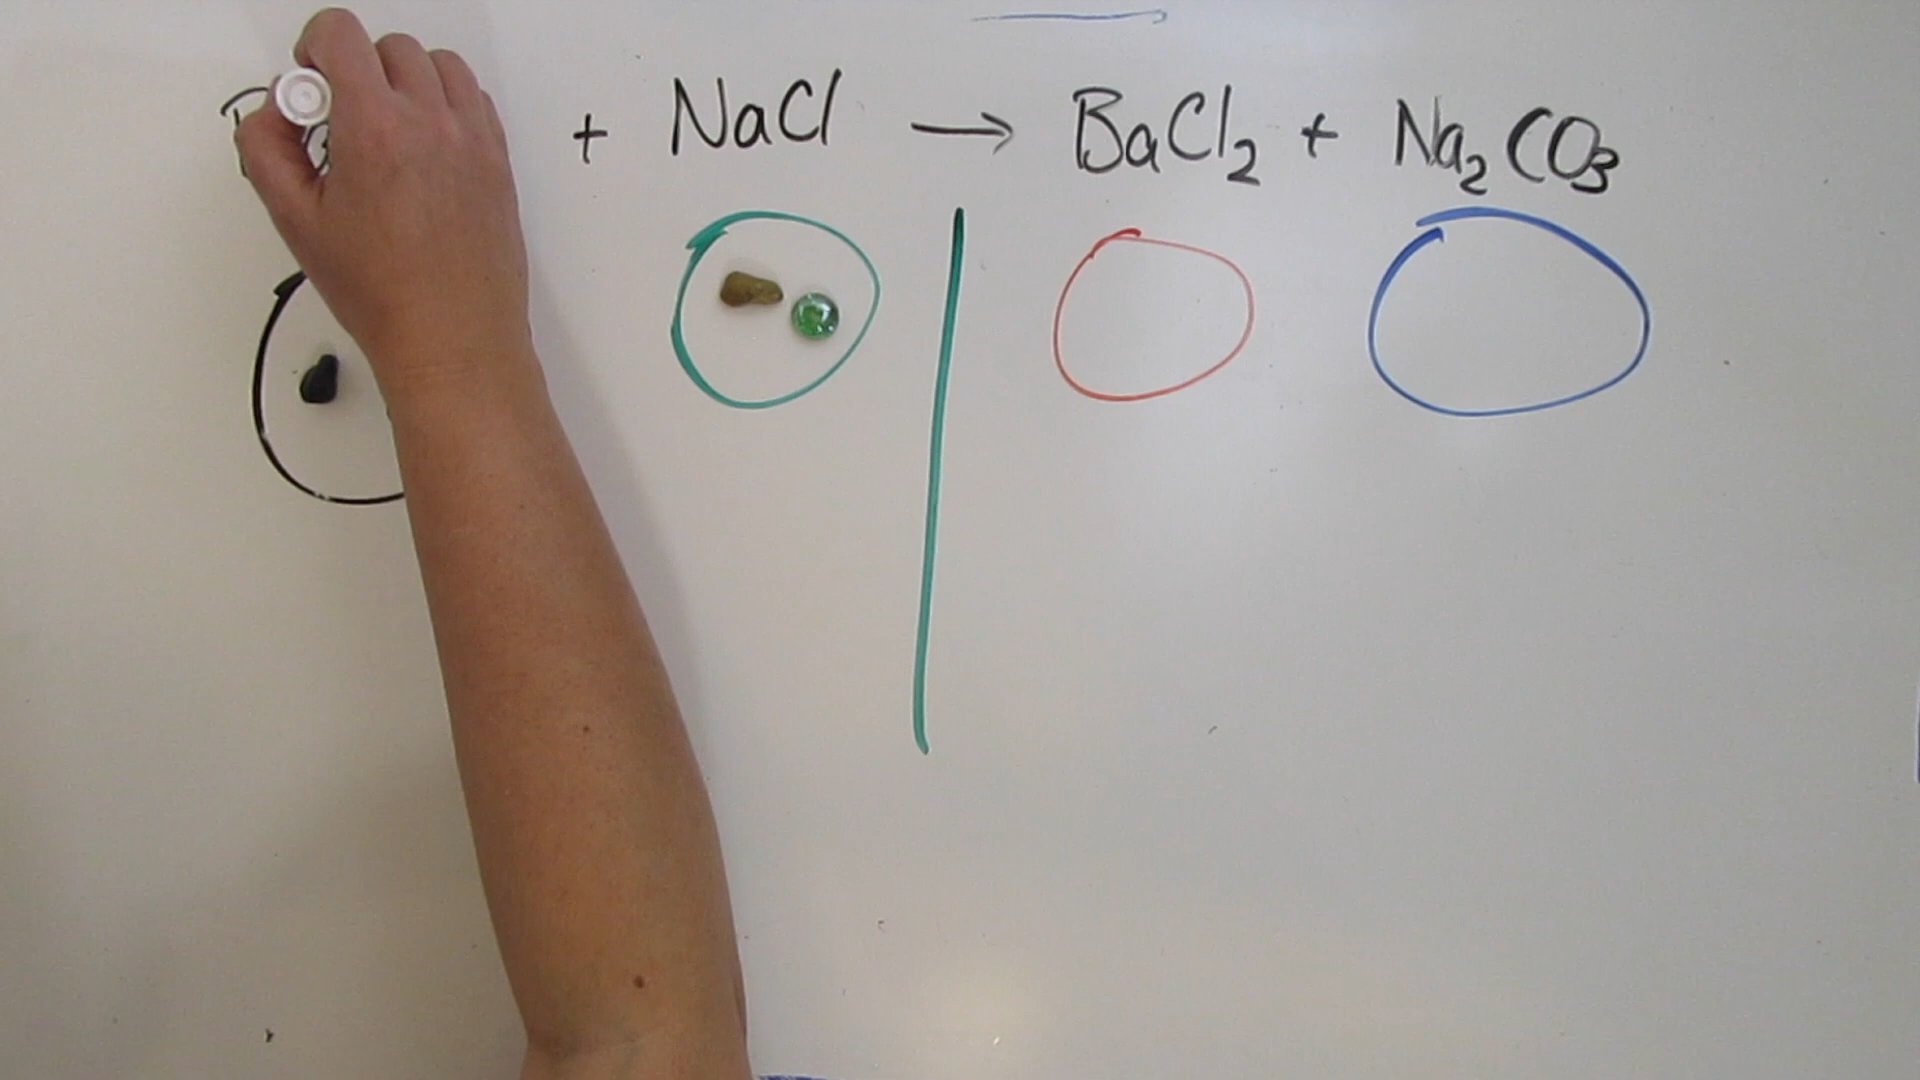 + NaCl → BaCl₂ + Na₂CO₃